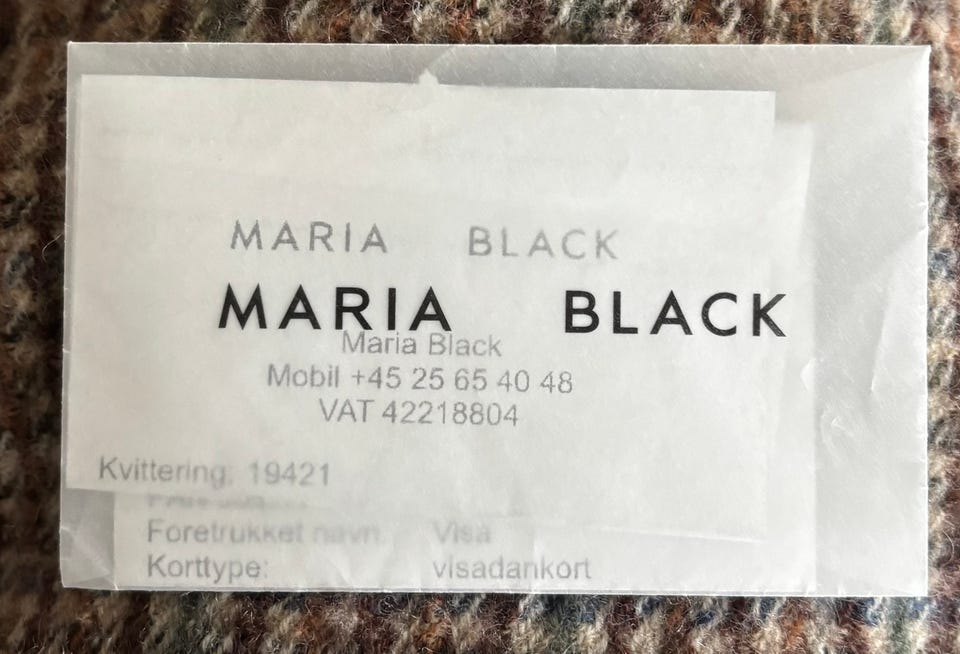 MARIA BLACK
MARIA BLACK
Maria Black
Mobil +45 25 65 40 48
VAT 42218804
Kvittering: 19421
Foretrukket navn: Visa
Korttype: visadankort